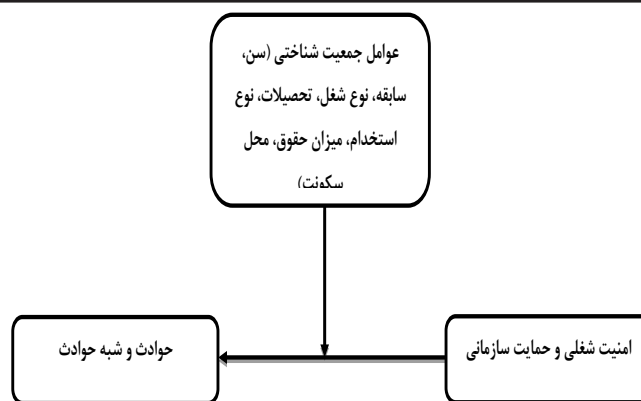 عوامل جمعیت شناختی (سن،
سابقه، نوع شغل، تحصیلات، نوع
استخدام، میزان حقوق، محل
سکونت)
امنیت شغلی و حمایت سازمانی
حوادث و شبه حوادث